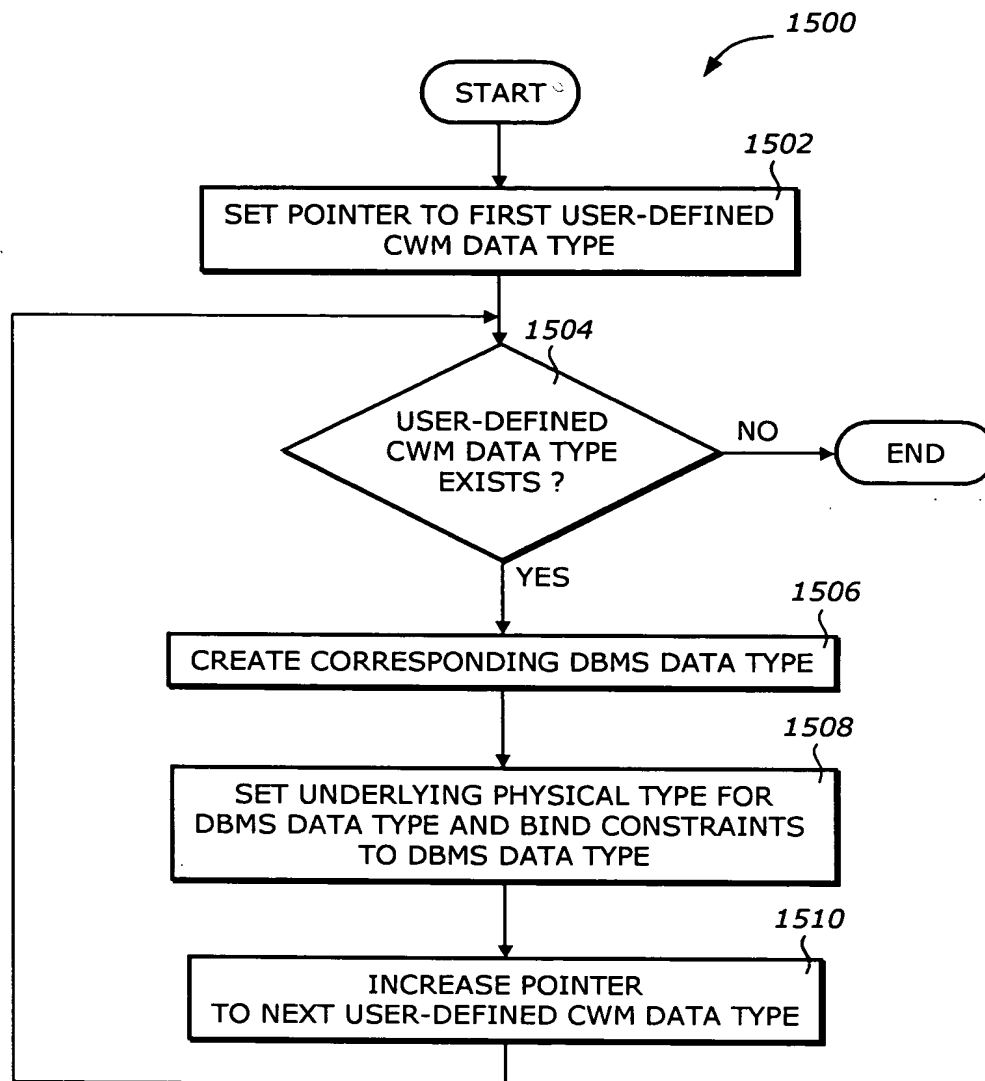 1500
START
1502
SET POINTER TO FIRST USER-DEFINED
CWM DATA TYPE
1504
USER-DEFINED
CWM DATA TYPE
EXISTS ?
NO
END
YES
1506
CREATE CORRESPONDING DBMS DATA TYPE
1508
SET UNDERLYING PHYSICAL TYPE FOR
DBMS DATA TYPE AND BIND CONSTRAINTS
TO DBMS DATA TYPE
1510
INCREASE POINTER
TO NEXT USER-DEFINED CWM DATA TYPE